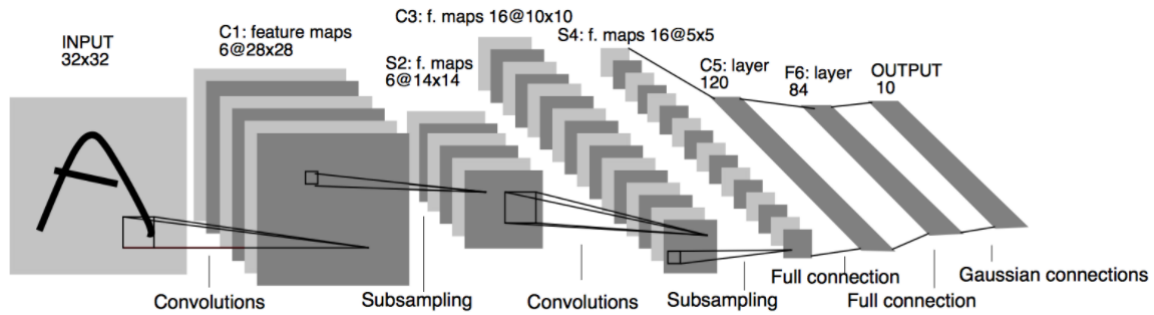 INPUT
32x32
C1: feature maps
6@28x28
S2: f. maps
6@14x14
C3: f. maps 16@10x10
S4: f. maps 16@5x5
C5: layer
120
F6: layer
84
OUTPUT
10
Convolutions
Subsampling
Convolutions
Subsampling
Full connection
Full connection
Gaussian connections